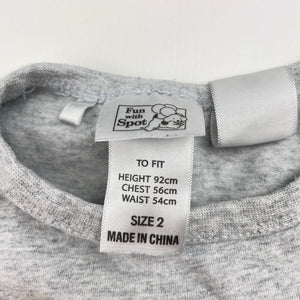 Fun
with
Spot
TO FIT
HEIGHT 92cm
CHEST 56cm
WAIST 54cm
SIZE 2
MADE IN CHINA